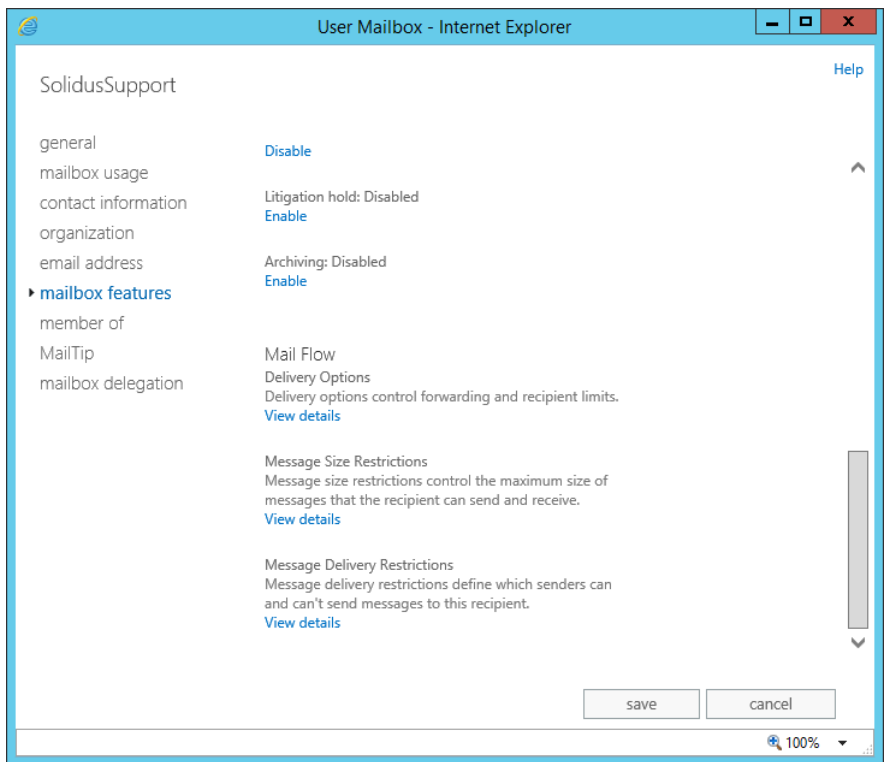 User Mailbox - Internet Explorer
Help
SolidusSupport
general
mailbox usage
contact information
organization
email address
mailbox features
member of
MailTip
mailbox delegation
Disable
Litigation hold: Disabled
Enable
Archiving: Disabled
Enable
Mail Flow
Delivery Options
Delivery options control forwarding and recipient limits.
View details
Message Size Restrictions
Message size restrictions control the maximum size of
messages that the recipient can send and receive.
View details
Message Delivery Restrictions
Message delivery restrictions define which senders can
and can't send messages to this recipient.
View details
save
cancel
100%